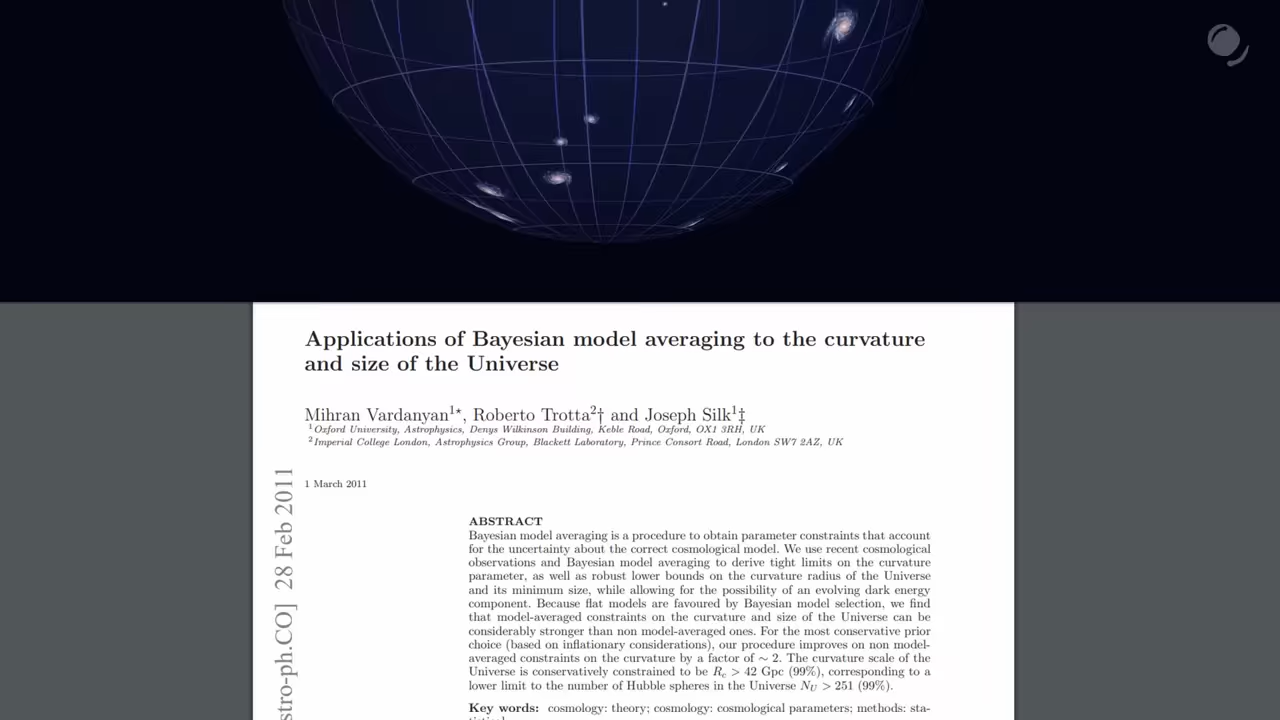 Applications of Bayesian model averaging to the curvature
and size of the Universe
Mihran Vardanyan¹⋆, Roberto Trotta²† and Joseph Silk¹‡
¹Oxford University, Astrophysics, Denys Wilkinson Building, Keble Road, Oxford, OX1 3RH, UK
²Imperial College London, Astrophysics Group, Blackett Laboratory, Prince Consort Road, London SW7 2AZ, UK
stro-ph.CO] 28 Feb 2011
1 March 2011
ABSTRACT
Bayesian model averaging is a procedure to obtain parameter constraints that account
for the uncertainty about the correct cosmological model. We use recent cosmological
observations and Bayesian model averaging to derive tight limits on the curvature
parameter, as well as robust lower bounds on the curvature radius of the Universe
and its minimum size, while allowing for the possibility of an evolving dark energy
component. Because flat models are favoured by Bayesian model selection, we find
that model-averaged constraints on the curvature and size of the Universe can be
considerably stronger than non model-averaged ones. For the most conservative prior
choice (based on inflationary considerations), our procedure improves on non model-
averaged constraints on the curvature by a factor of ∼ 2. The curvature scale of the
Universe is conservatively constrained to be R_c > 42 Gpc (99%), corresponding to a
lower limit to the number of Hubble spheres in the Universe N_U > 251 (99%).
Key words: cosmology: theory; cosmology: cosmological parameters; methods: sta-